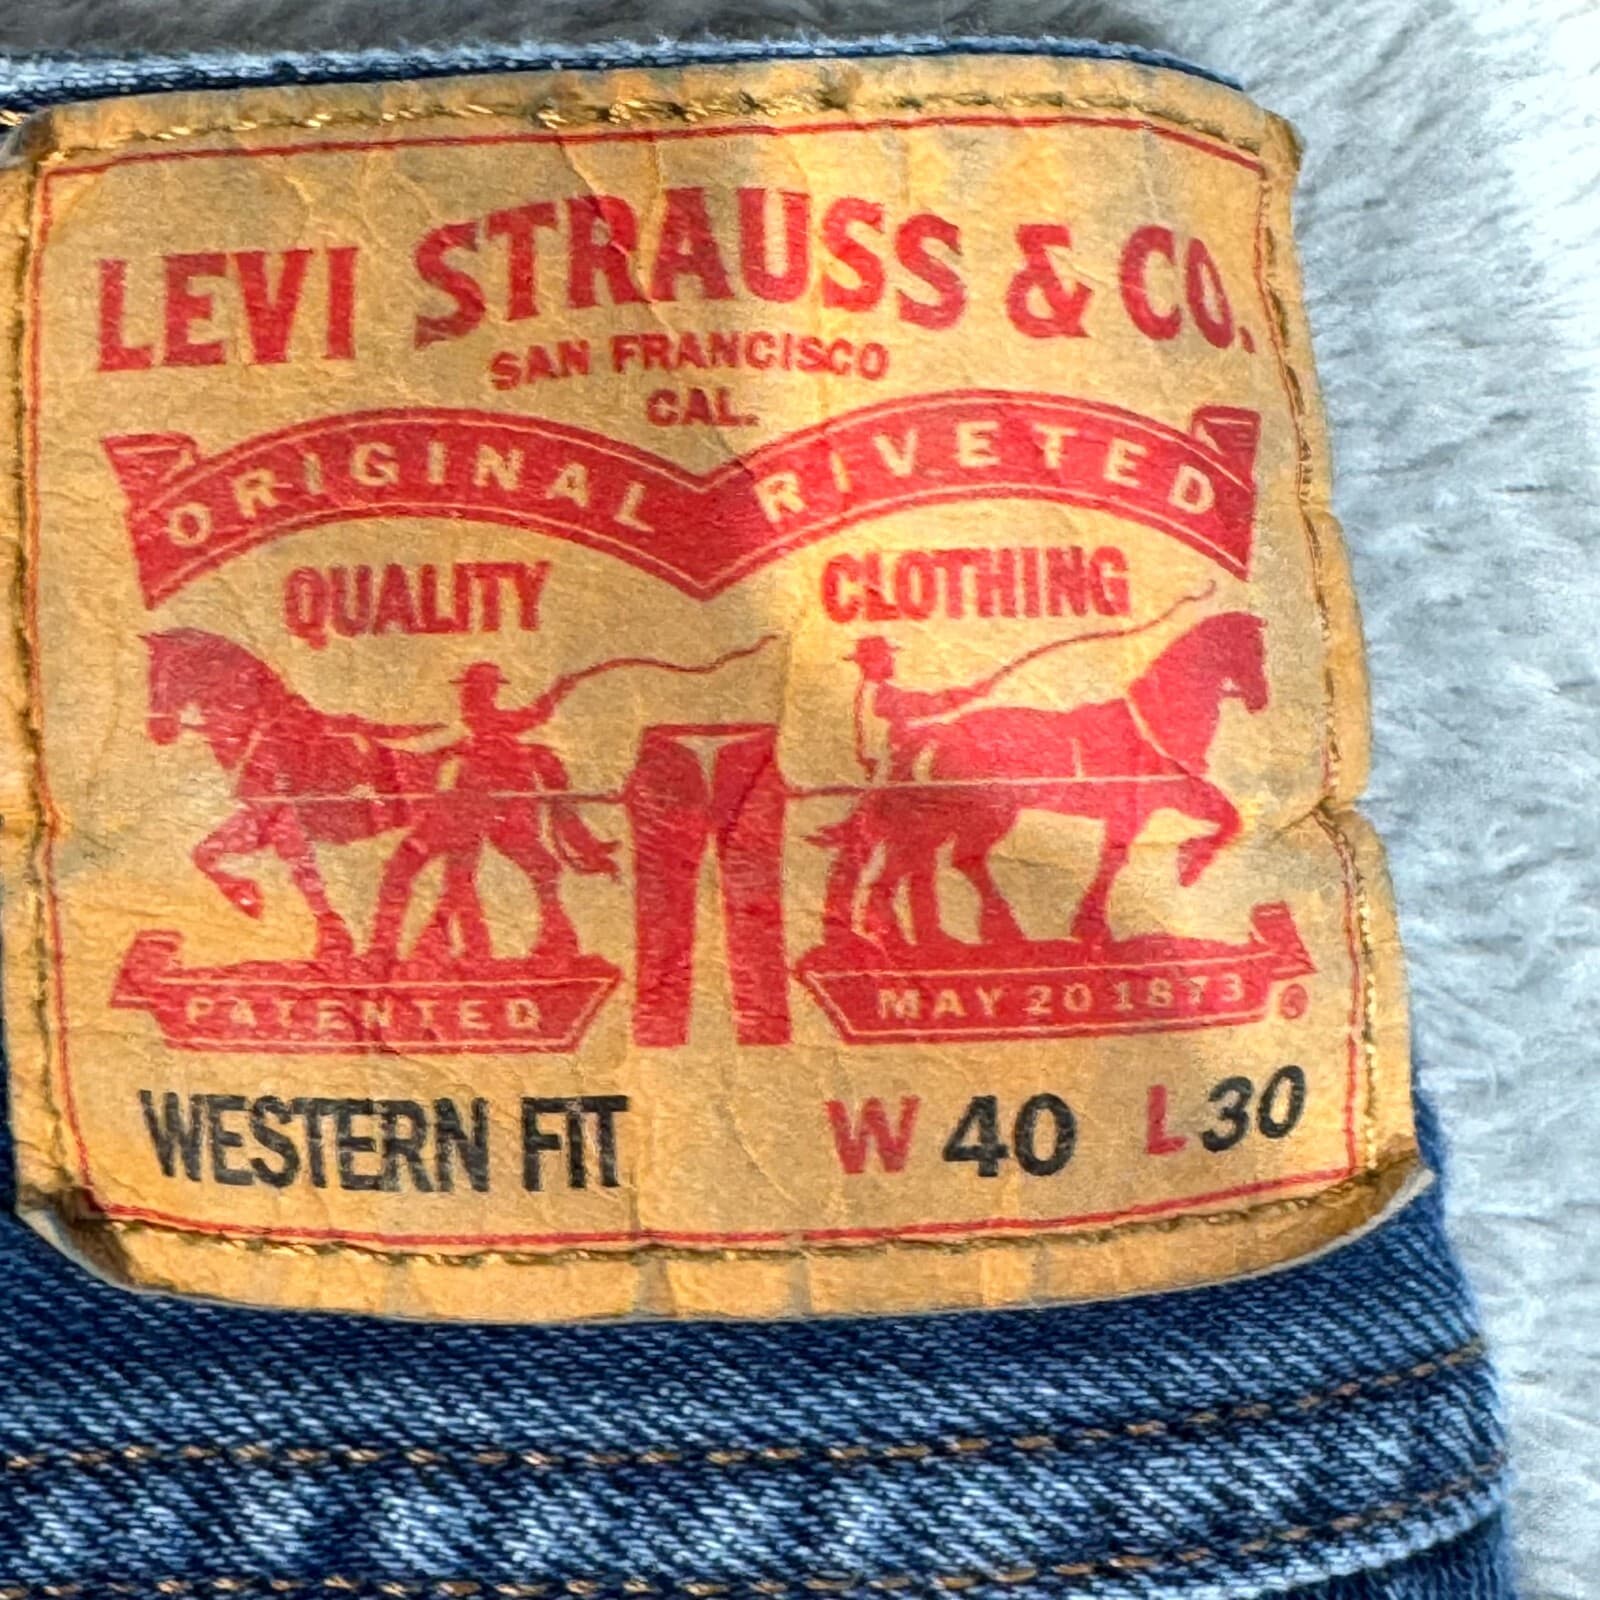 LEVI STRAUSS & CO.
SAN FRANCISCO
CAL.
ORIGINAL RIVETED
QUALITY CLOTHING
PATENTED MAY 20 1873 ®
WESTERN FIT W 40 L 30